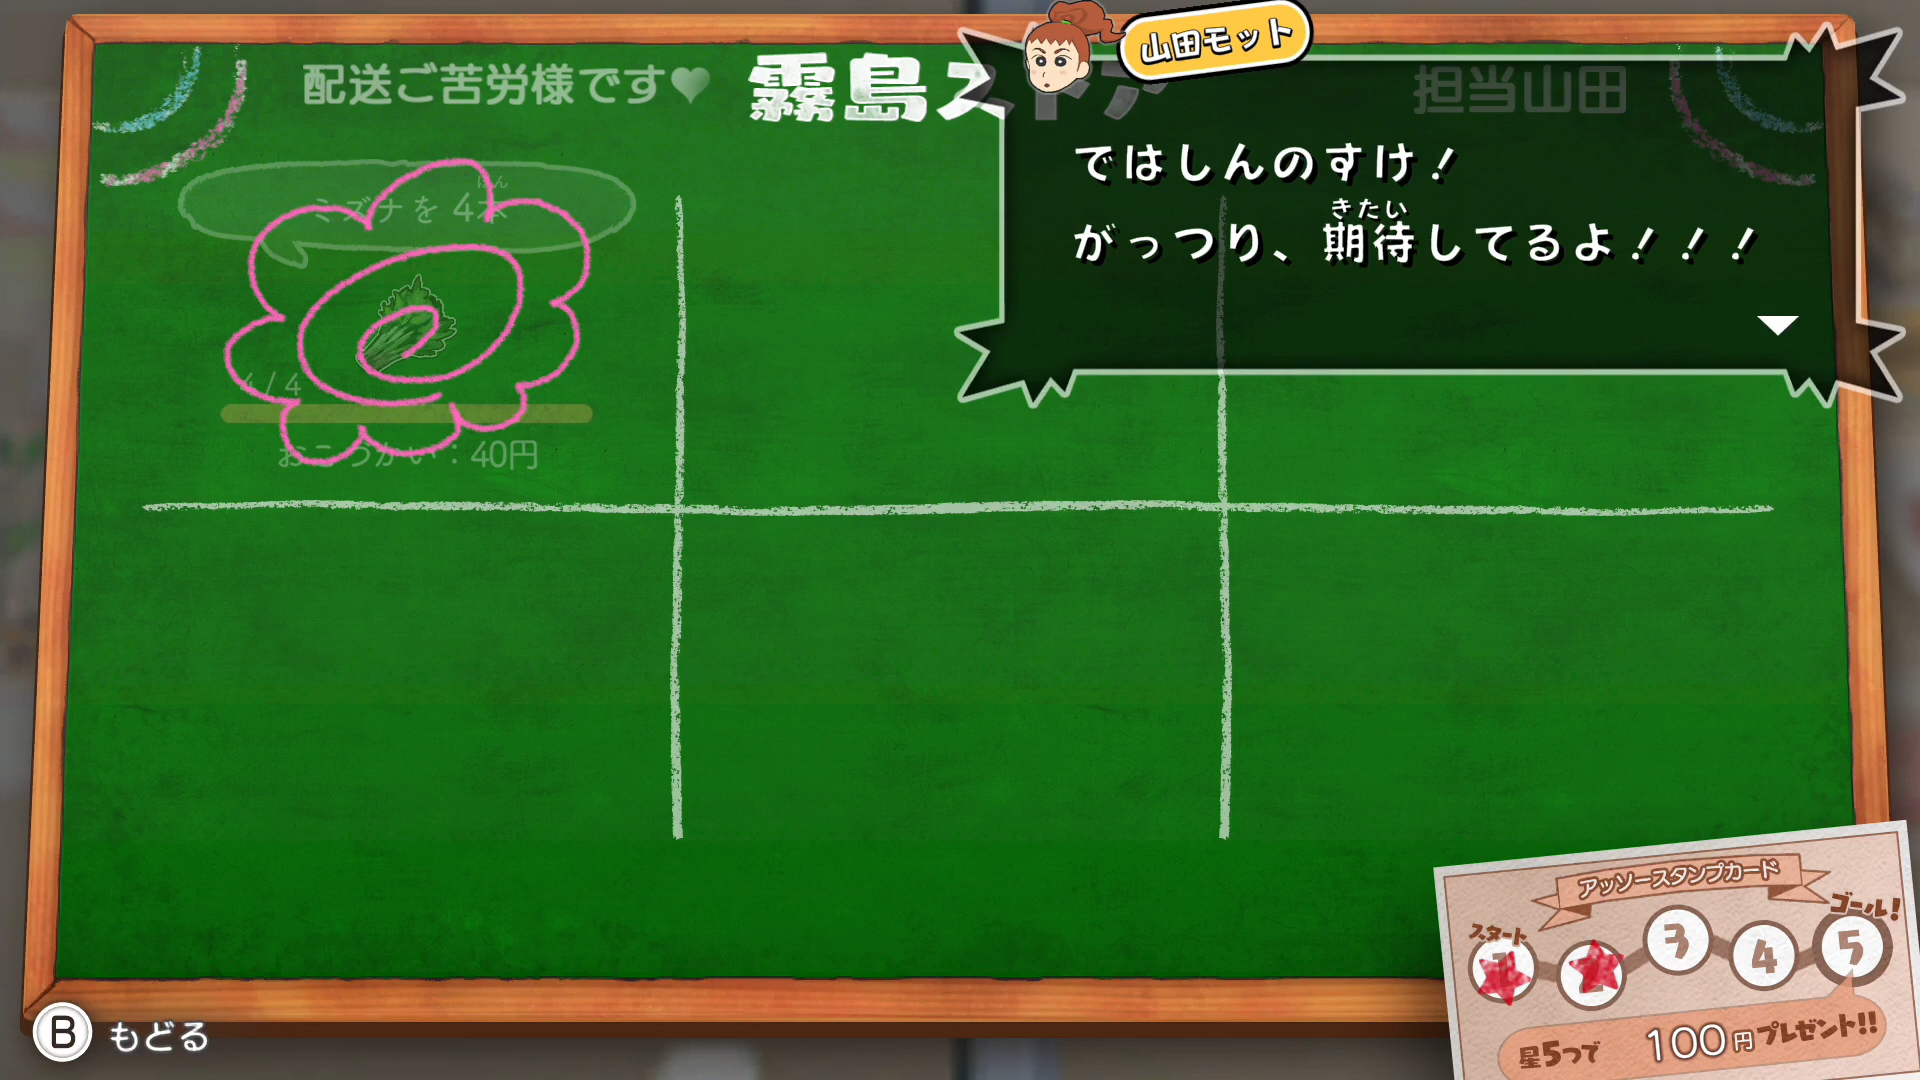 配送ご苦労様です♥
霧島ストア
担当山田
山田モット
ではしんのすけ！
きたい
がっつり、期待してるよ！！！
ほん
ミズナを 4本
4/4
おこづかい：40円
アッソースタンプカード
スタート
ゴール！
3
4
5
星5つで 100円プレゼント!!
B もどる